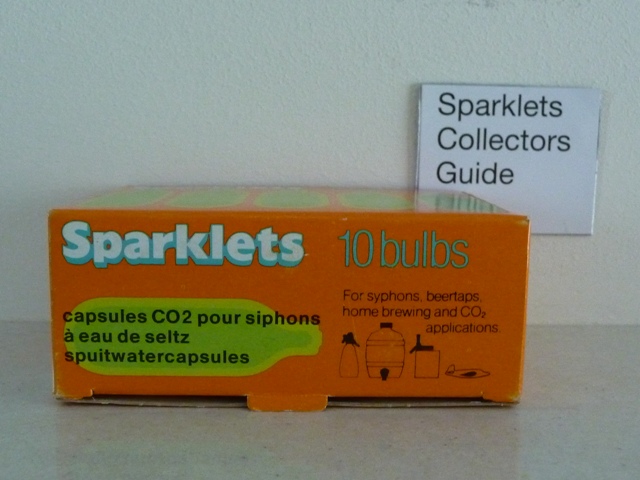 Sparklets
Collectors
Guide
Sparklets
10 bulbs
capsules CO2 pour siphons
à eau de seltz
spuitwatercapsules
For syphons, beertaps,
home brewing and CO₂
applications